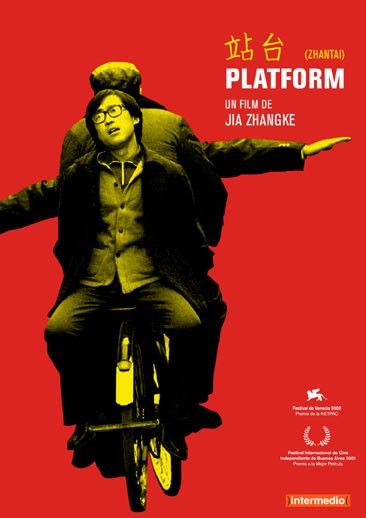 站台 (ZHANTAI)
PLATFORM
UN FILM DE
JIA ZHANGKE
Festival de Venecia 2000
Premio de la NETPAC
Festival Internacional de Cine
Independiente de Buenos Aires 2001
Premio a la Mejor Película
intermedio